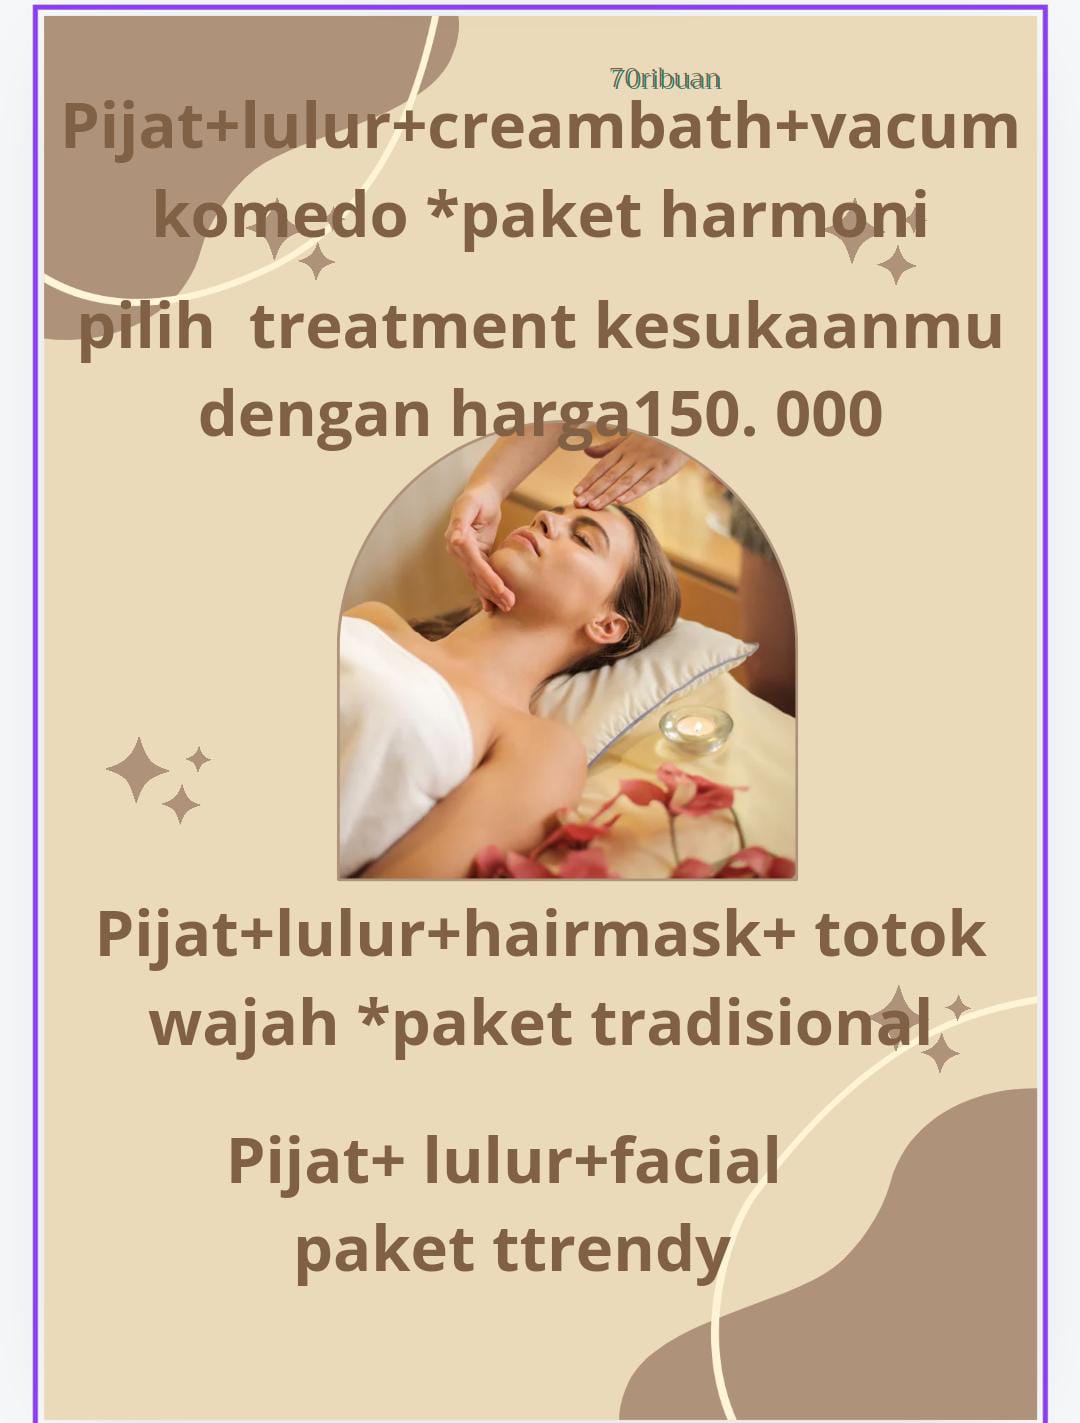 70ribuan
Pijat+lulur+creambath+vacum
komedo *paket harmoni
pilih  treatment kesukaanmu
dengan harga150. 000
Pijat+lulur+hairmask+ totok
wajah *paket tradisional
Pijat+ lulur+facial
paket ttrendy